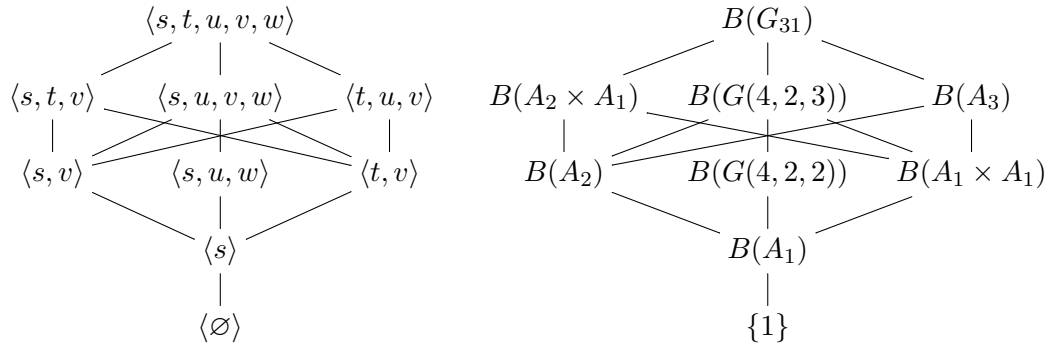 ⟨s, t, u, v, w⟩ B(G₃₁)
⟨s, t, v⟩ ⟨s, u, v, w⟩ ⟨t, u, v⟩ B(A₂ × A₁) B(G(4, 2, 3)) B(A₃)
⟨s, v⟩ ⟨s, u, w⟩ ⟨t, v⟩ B(A₂) B(G(4, 2, 2)) B(A₁ × A₁)
⟨s⟩ B(A₁)
⟨∅⟩ {1}